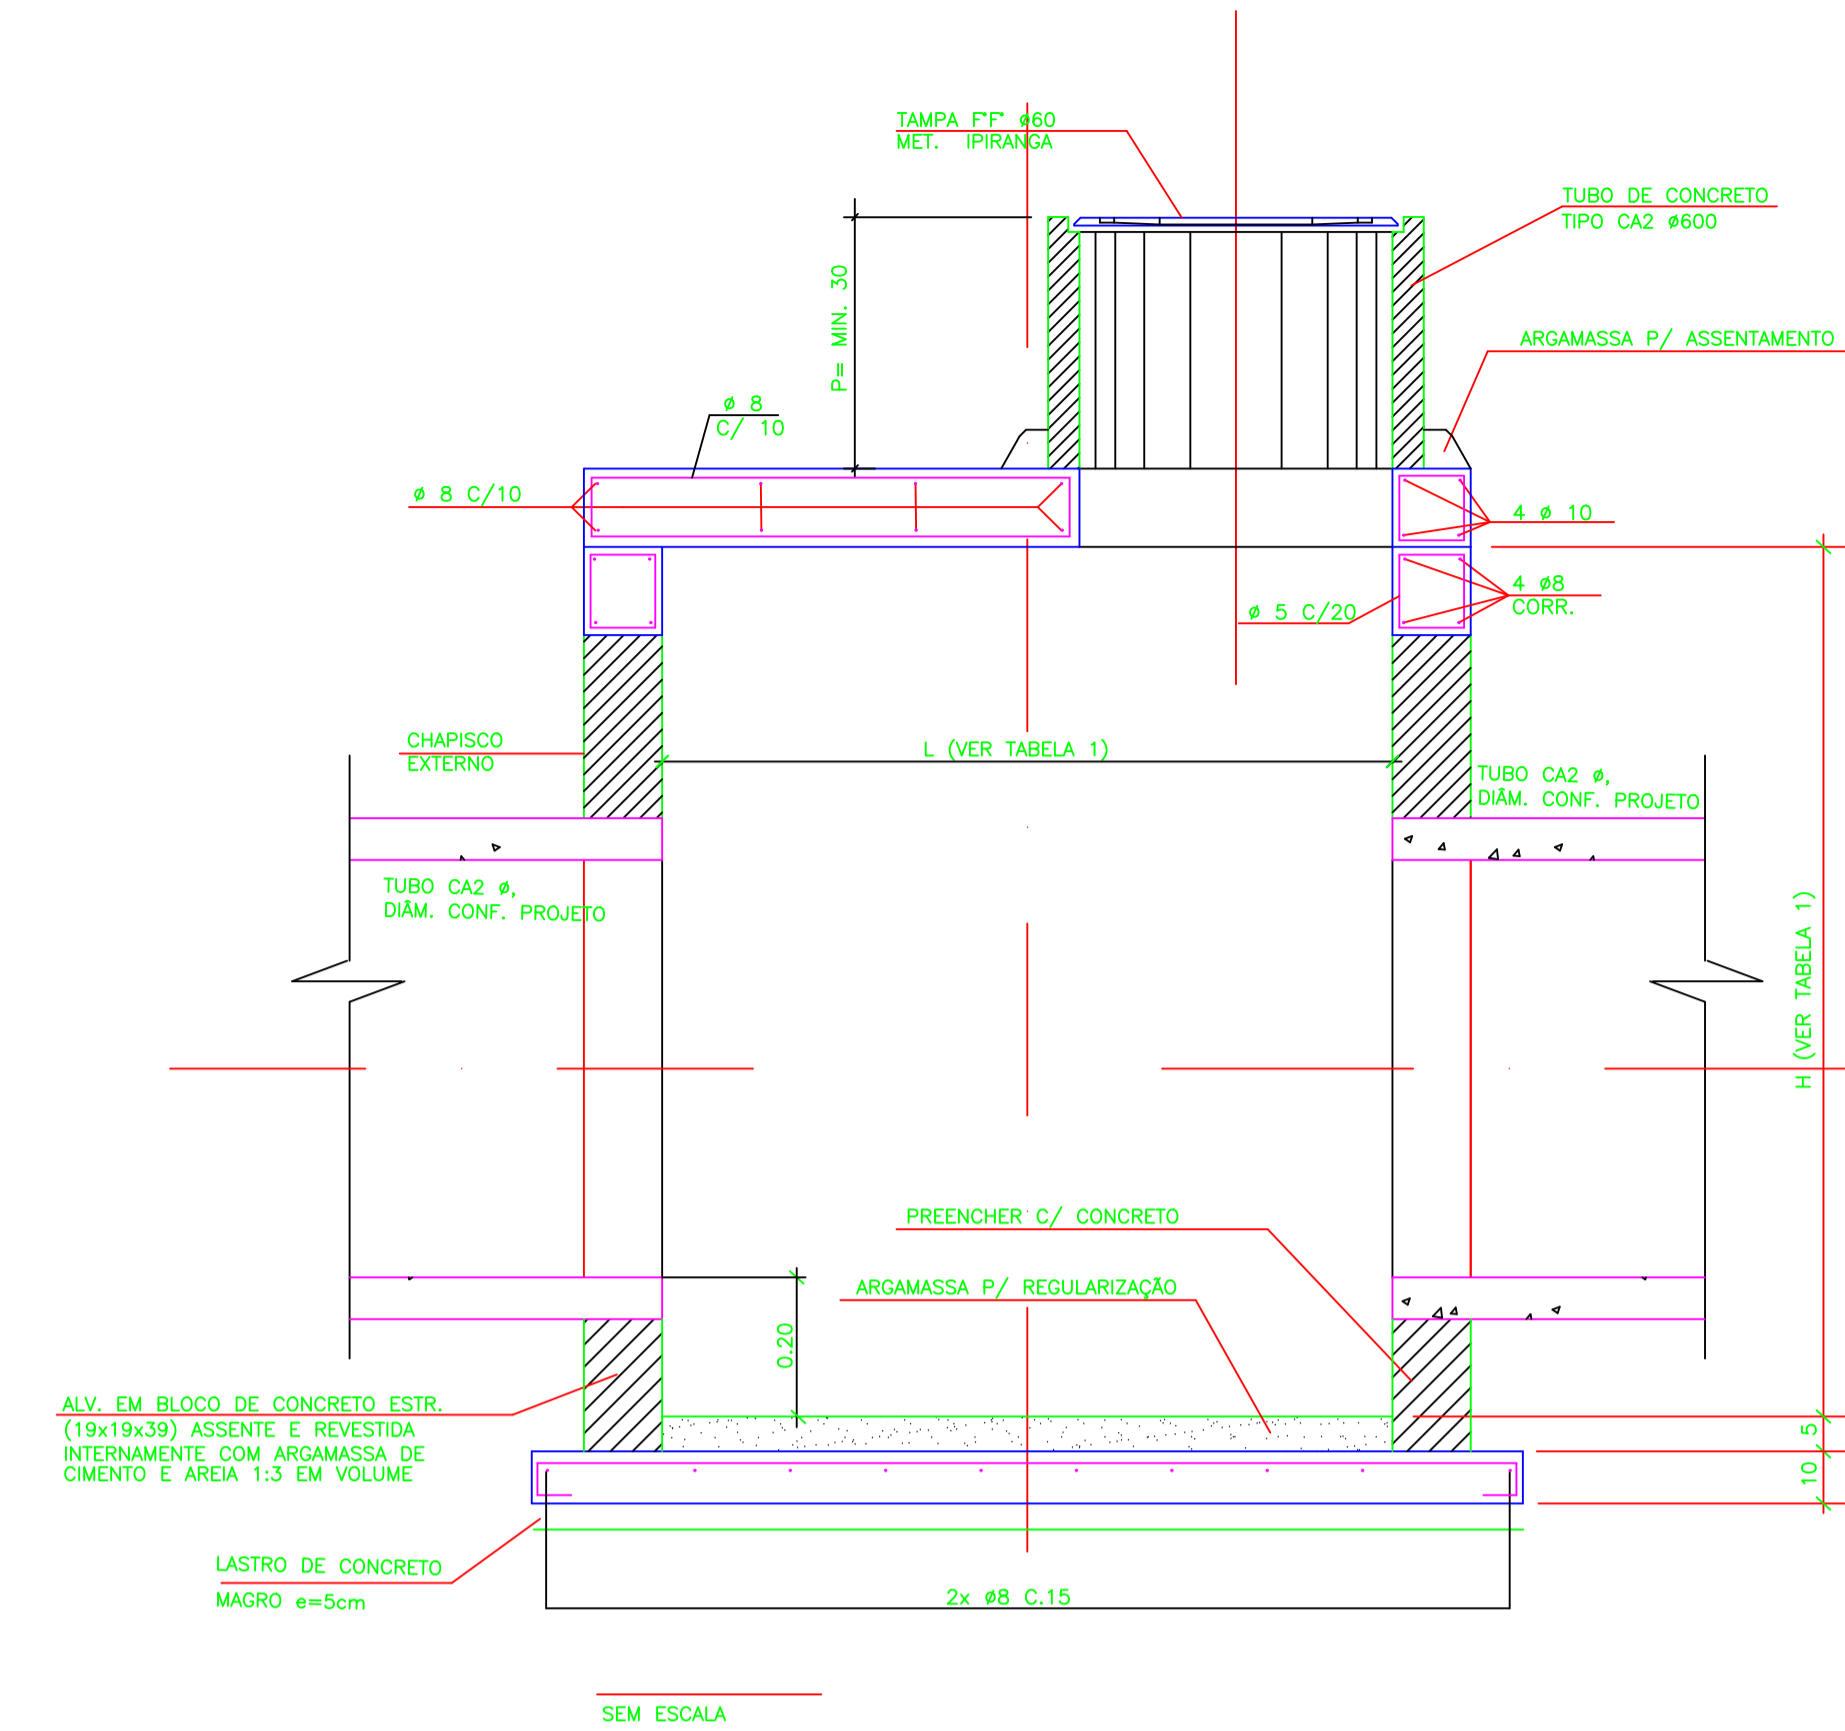 TAMPA F°F° ø60
MET. IPIRANGA
TUBO DE CONCRETO
TIPO CA2 ø600
P= MIN. 30
ARGAMASSA P/ ASSENTAMENTO
ø 8
C/ 10
ø 8 C/10
4 ø 10
4 ø8
CORR.
ø 5 C/20
CHAPISCO
EXTERNO
L (VER TABELA 1)
TUBO CA2 ø,
DIÂM. CONF. PROJETO
TUBO CA2 ø,
DIÂM. CONF. PROJETO
H (VER TABELA 1)
PREENCHER C/ CONCRETO
ARGAMASSA P/ REGULARIZAÇÃO
0.20
ALV. EM BLOCO DE CONCRETO ESTR.
(19x19x39) ASSENTE E REVESTIDA
INTERNAMENTE COM ARGAMASSA DE
CIMENTO E AREIA 1:3 EM VOLUME
5
10
LASTRO DE CONCRETO
MAGRO e=5cm
2x ø8 C.15
SEM ESCALA